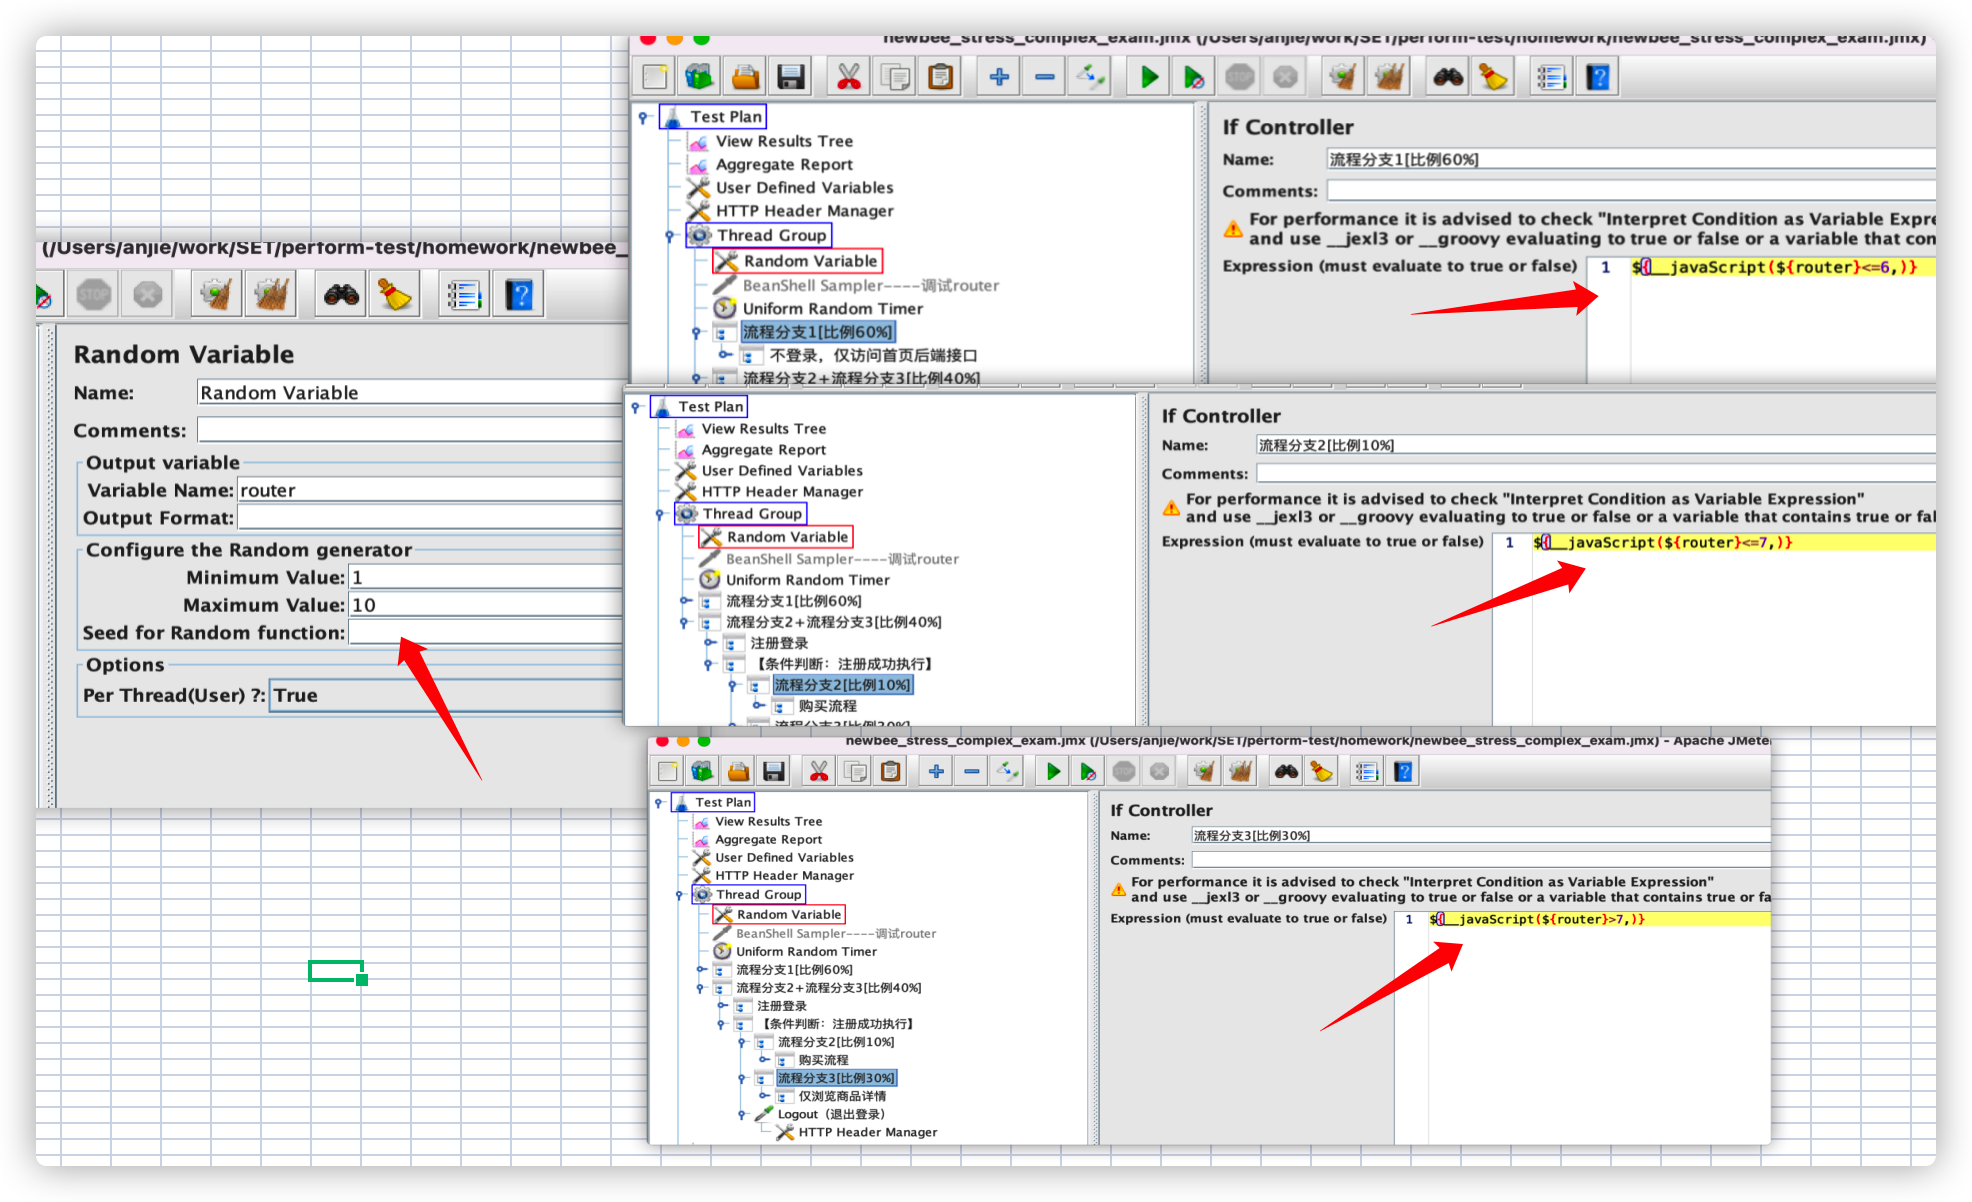 (/Users/anjie/work/SET/perform-test/homework/newbee_
STOP
Random Variable
Name: Random Variable
Comments:
Output variable
Variable Name: router
Output Format:
Configure the Random generator
Minimum Value: 1
Maximum Value: 10
Seed for Random function:
Options
Per Thread(User) ?: True
newbee_stress_complex_exam.jmx (/Users/anjie/work/SET/perform-test/homework/newbee_stress_complex_exam.jmx)
STOP
Test Plan
View Results Tree
Aggregate Report
User Defined Variables
HTTP Header Manager
Thread Group
Random Variable
BeanShell Sampler----调试router
Uniform Random Timer
流程分支1[比例60%]
不登录，仅访问首页后端接口
流程分支2+流程分支3[比例40%]
If Controller
Name: 流程分支1[比例60%]
Comments:
For performance it is advised to check "Interpret Condition as Variable Expre
and use __jexl3 or __groovy evaluating to true or false or a variable that con
Expression (must evaluate to true or false)
1 ${__javaScript(${router}<=6,)}
Test Plan
View Results Tree
Aggregate Report
User Defined Variables
HTTP Header Manager
Thread Group
Random Variable
BeanShell Sampler----调试router
Uniform Random Timer
流程分支1[比例60%]
流程分支2+流程分支3[比例40%]
注册登录
【条件判断：注册成功执行】
流程分支2[比例10%]
购买流程
流程分支3[比例30%]
If Controller
Name: 流程分支2[比例10%]
Comments:
For performance it is advised to check "Interpret Condition as Variable Expression"
and use __jexl3 or __groovy evaluating to true or false or a variable that contains true or fal
Expression (must evaluate to true or false)
1 ${__javaScript(${router}<=7,)}
newbee_stress_complex_exam.jmx (/Users/anjie/work/SET/perform-test/homework/newbee_stress_complex_exam.jmx) - Apache JMeter
STOP
Test Plan
View Results Tree
Aggregate Report
User Defined Variables
HTTP Header Manager
Thread Group
Random Variable
BeanShell Sampler----调试router
Uniform Random Timer
流程分支1[比例60%]
流程分支2+流程分支3[比例40%]
注册登录
【条件判断：注册成功执行】
流程分支2[比例10%]
购买流程
流程分支3[比例30%]
仅浏览商品详情
Logout（退出登录）
HTTP Header Manager
If Controller
Name: 流程分支3[比例30%]
Comments:
For performance it is advised to check "Interpret Condition as Variable Expression"
and use __jexl3 or __groovy evaluating to true or false or a variable that contains true or fa
Expression (must evaluate to true or false)
1 ${__javaScript(${router}>7,)}